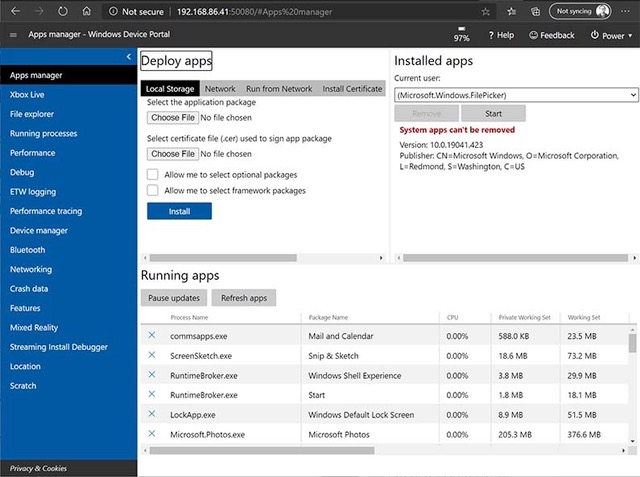 Not secure 192.168.86.41:50080/#Apps%20manager Not syncing
Apps manager - Windows Device Portal 97% ? Help Feedback Power
Apps manager
Xbox Live
File explorer
Running processes
Performance
Debug
ETW logging
Performance tracing
Device manager
Bluetooth
Networking
Crash data
Features
Mixed Reality
Streaming Install Debugger
Location
Scratch
Privacy & Cookies
Deploy apps
Local Storage Network Run from Network Install Certificate
Select the application package
Choose File No file chosen
Select certificate file (.cer) used to sign app package
Choose File No file chosen
Allow me to select optional packages
Allow me to select framework packages
Install
Installed apps
Current user:
(Microsoft.Windows.FilePicker)
Remove Start
System apps can't be removed
Version: 10.0.19041.423
Publisher: CN=Microsoft Windows, O=Microsoft Corporation,
L=Redmond, S=Washington, C=US
Running apps
Pause updates Refresh apps
Process Name Package Name CPU Private Working Set Working Set
commsapps.exe Mail and Calendar 0.00% 588.0 KB 23.5 MB
ScreenSketch.exe Snip & Sketch 0.00% 18.6 MB 73.2 MB
RuntimeBroker.exe Windows Shell Experience 0.00% 3.8 MB 29.9 MB
RuntimeBroker.exe Start 0.00% 1.8 MB 18.1 MB
LockApp.exe Windows Default Lock Screen 0.00% 8.9 MB 51.5 MB
Microsoft.Photos.exe Microsoft Photos 0.00% 205.3 MB 376.6 MB